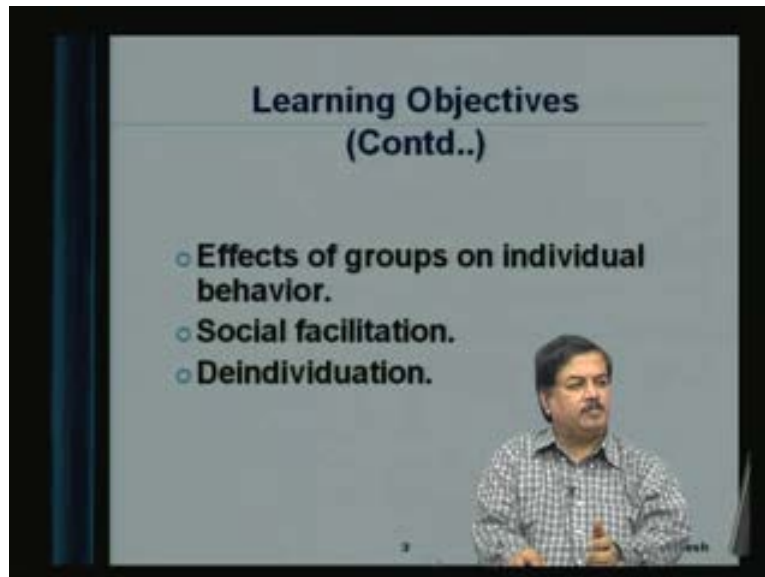 Learning Objectives
(Contd..)
Effects of groups on individual
behavior.
Social facilitation.
Deindividuation.